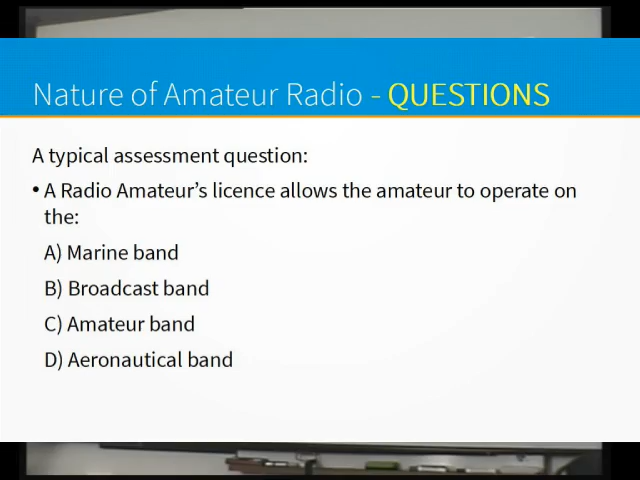 Nature of Amateur Radio - QUESTIONS
A typical assessment question:
• A Radio Amateur’s licence allows the amateur to operate on
the:
A) Marine band
B) Broadcast band
C) Amateur band
D) Aeronautical band